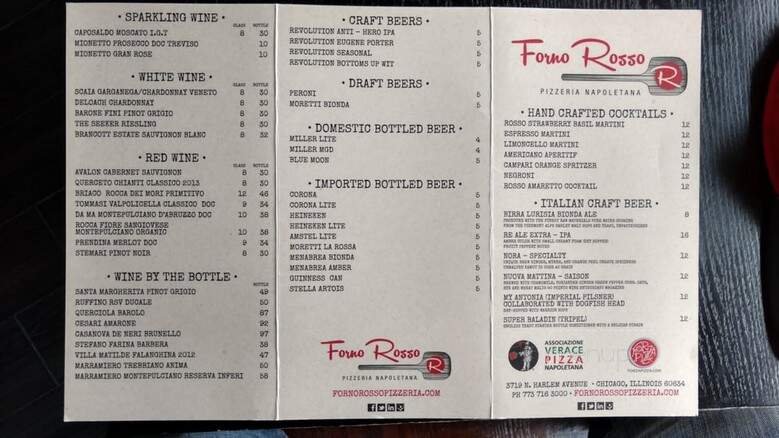 • SPARKLING WINE •
GLASS BOTTLE
CAPOSALDO MOSCATO I.G.T 8 30
MIONETTO PROSECCO DOC TREVISO 10
MIONETTO GRAN ROSE 10
• WHITE WINE •
GLASS BOTTLE
SCAIA GARGANEGA/CHARDONNAY VENETO 8 30
DELOACH CHARDONNAY 8 30
BARONE FINI PINOT GRIGIO 8 30
THE SEEKER RIESLING 8 30
BRANCOTT ESTATE SAUVIGNON BLANC 8 32
• RED WINE •
GLASS BOTTLE
AVALON CABERNET SAUVIGNON 8 30
QUERCETO CHIANTI CLASSICO 2013 8 30
BRIACO ROCCA DEI MORI PRIMITIVO 12 46
TOMMASI VALPOLICELLA CLASSICO DOC 9 34
DA MA MONTEPULCIANO D'ABRUZZO DOC 10 38
ROCCA FIORE SANGIOVESE
MONTEPULCIANO ORGANIC 10 38
PRENDINA MERLOT DOC 9 34
STEMARI PINOT NOIR 8 30
• WINE BY THE BOTTLE •
SANTA MARGHERITA PINOT GRIGIO 49
RUFFINO RSV DUCALE 50
QUERCIOLA BAROLO 87
CESARI AMARONE 92
CASANOVA DE NERI BRUNELLO 97
STEFANO FARINA BARBERA 38
VILLA MATILDE FALANGHINA 2012 47
MARRAMIERO TREBBIANO ANIMA 50
MARRAMIERO MONTEPULCIANO RESERVA INFERI 58
• CRAFT BEERS •
REVOLUTION ANTI - HERO IPA 5
REVOLUTION EUGENE PORTER 5
REVOLUTION SEASONAL 5
REVOLUTION BOTTOMS UP WIT 5
• DRAFT BEERS •
PERONI 5
MORETTI BIONDA 5
• DOMESTIC BOTTLED BEER •
MILLER LITE 4
MILLER MGD 4
BLUE MOON 5
• IMPORTED BOTTLED BEER •
CORONA 5
CORONA LITE 5
HEINEKEN 5
HEINEKEN LITE 5
AMSTEL LITE 5
MORETTI LA ROSSA 5
MENABREA BIONDA 5
MENABREA AMBER 5
GUINNESS CAN 5
STELLA ARTOIS 5
Forno Rosso
R
PIZZERIA NAPOLETANA
FORNOROSSOPIZZERIA.COM
Forno Rosso
R
PIZZERIA NAPOLETANA
• HAND CRAFTED COCKTAILS •
ROSSO STRAWBERRY BASIL MARTINI 12
ESPRESSO MARTINI 12
LIMONCELLO MARTINI 12
AMERICANO APERITIF 12
CAMPARI ORANGE SPRITZER 12
NEGRONI 12
ROSSO AMARETTO COCKTAIL 12
• ITALIAN CRAFT BEER •
BIRRA LURISIA BIONDA ALE 8
RE ALE EXTRA - IPA 16
NORA - SPECIALTY 12
NUOVA MATTINA - SAISON 12
MY ANTONIA (IMPERIAL PILSNER) 12
COLLABORATED WITH DOGFISH HEAD
SUPER BALADIN (TRIPEL) 12
ASSOCIAZIONE
VERACE
PIZZA
NAPOLETANA
3719 N. HARLEM AVENUE • CHICAGO, ILLINOIS 60634
PH 773 716 3000 • FORNOROSSOPIZZERIA.COM